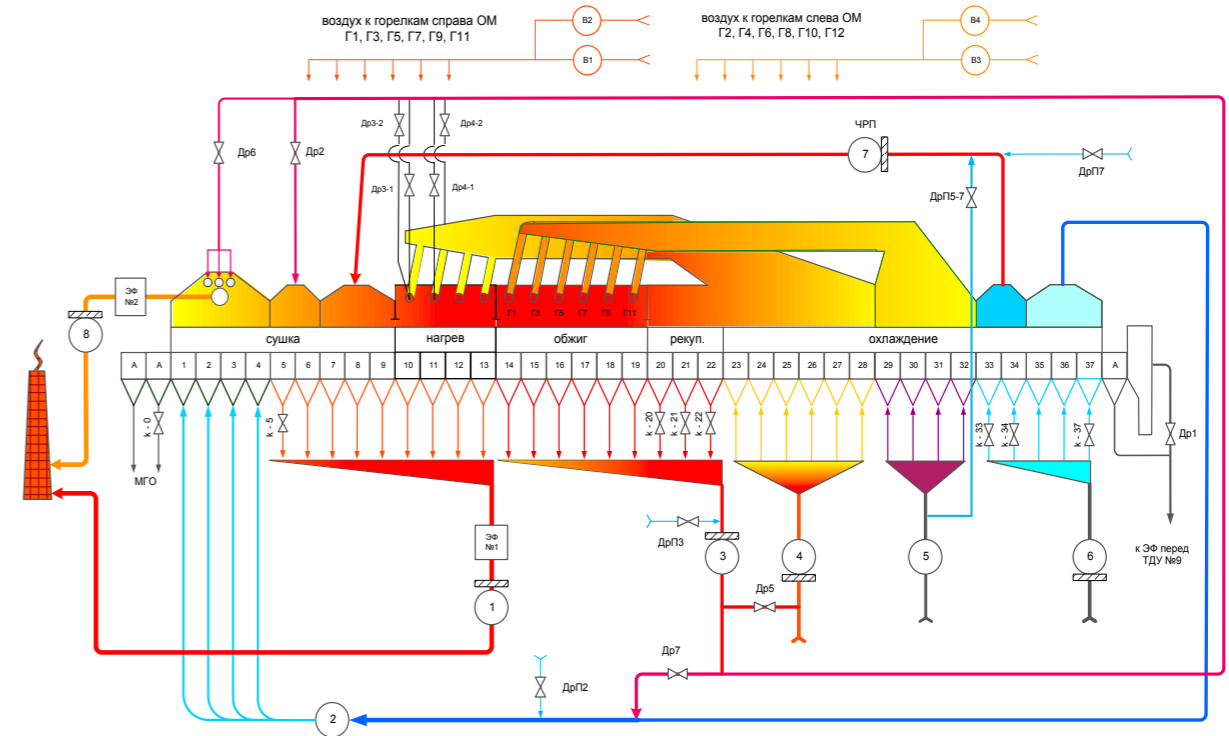 воздух к горелкам справа ОМ
Г1, Г3, Г5, Г7, Г9, Г11
В2
В1
воздух к горелкам слева ОМ
Г2, Г4, Г6, Г8, Г10, Г12
В4
В3
Др6
Др2
Др3-2
Др4-2
Др3-1
Др4-1
ЧРП
7
ДрП7
ДрП5-7
ЭФ
№2
8
Г1
Г3
Г5
Г7
Г9
Г11
сушка
нагрев
обжиг
рекуп.
охлаждение
А А 1 2 3 4 5 6 7 8 9 10 11 12 13 14 15 16 17 18 19 20 21 22 23 24 25 26 27 28 29 30 31 32 33 34 35 36 37 А
к - 0
к - 5
к - 20
к - 21
к - 22
к - 33
к - 34
к - 37
Др1
МГО
ЭФ
№1
1
ДрП3
3
4
5
6
к ЭФ перед
ТДУ №9
Др5
Др7
ДрП2
2